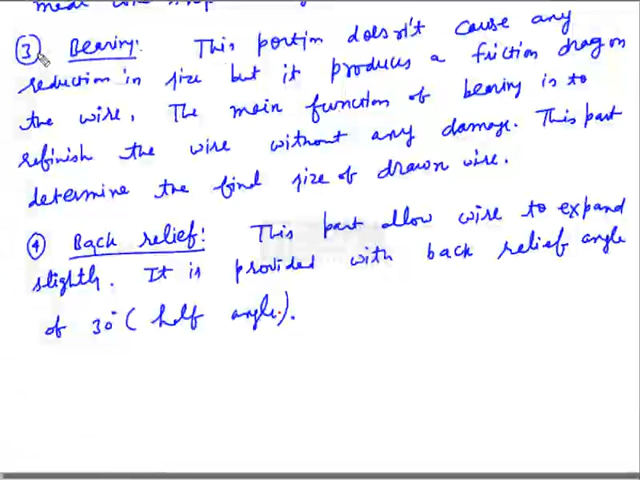 ③ Bearing: This portion doesn't cause any
reduction in size but it produces a friction drag on
the wire. The main function of bearing is to
refinish the wire without any damage. This part
determine the final size of drawn wire.
④ Back relief: This part allow wire to expand
slightly. It is provided with back relief angle
of 30° (half angle).